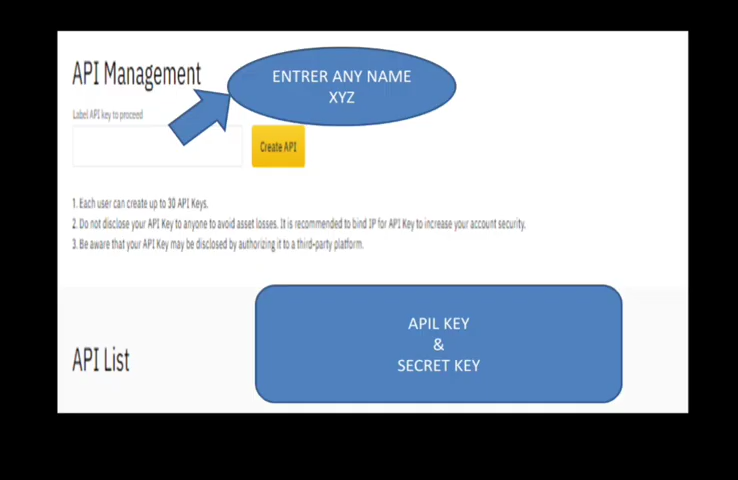 API Management
ENTRER ANY NAME
XYZ
Label API key to proceed
Create API
1. Each user can create up to 30 API Keys.
2. Do not disclose your API Key to anyone to avoid asset losses. It is recommended to bind IP for API Key to increase your account security.
3. Be aware that your API Key may be disclosed by authorizing it to a third-party platform.
API List
APIL KEY
&
SECRET KEY